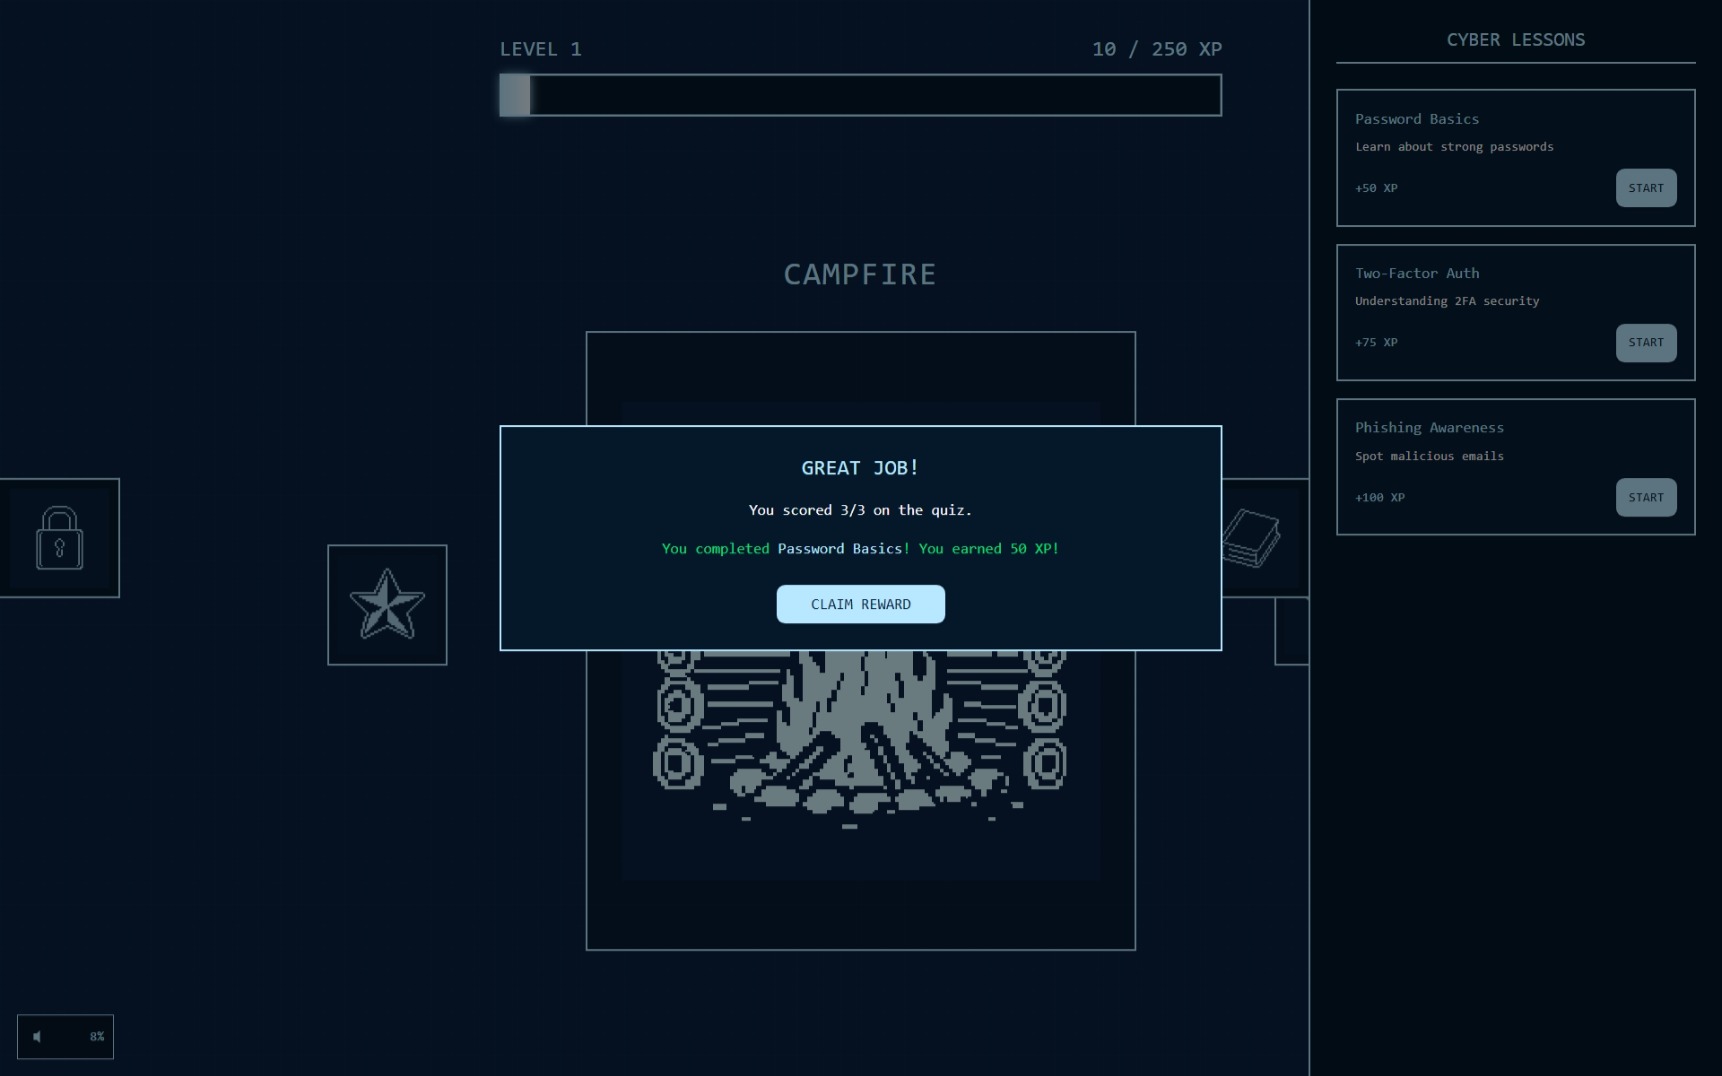 LEVEL 1
10 / 250 XP
CAMPFIRE
GREAT JOB!
You scored 3/3 on the quiz.
You completed Password Basics! You earned 50 XP!
CLAIM REWARD
8%
CYBER LESSONS
Password Basics
Learn about strong passwords
+50 XP
START
Two-Factor Auth
Understanding 2FA security
+75 XP
START
Phishing Awareness
Spot malicious emails
+100 XP
START